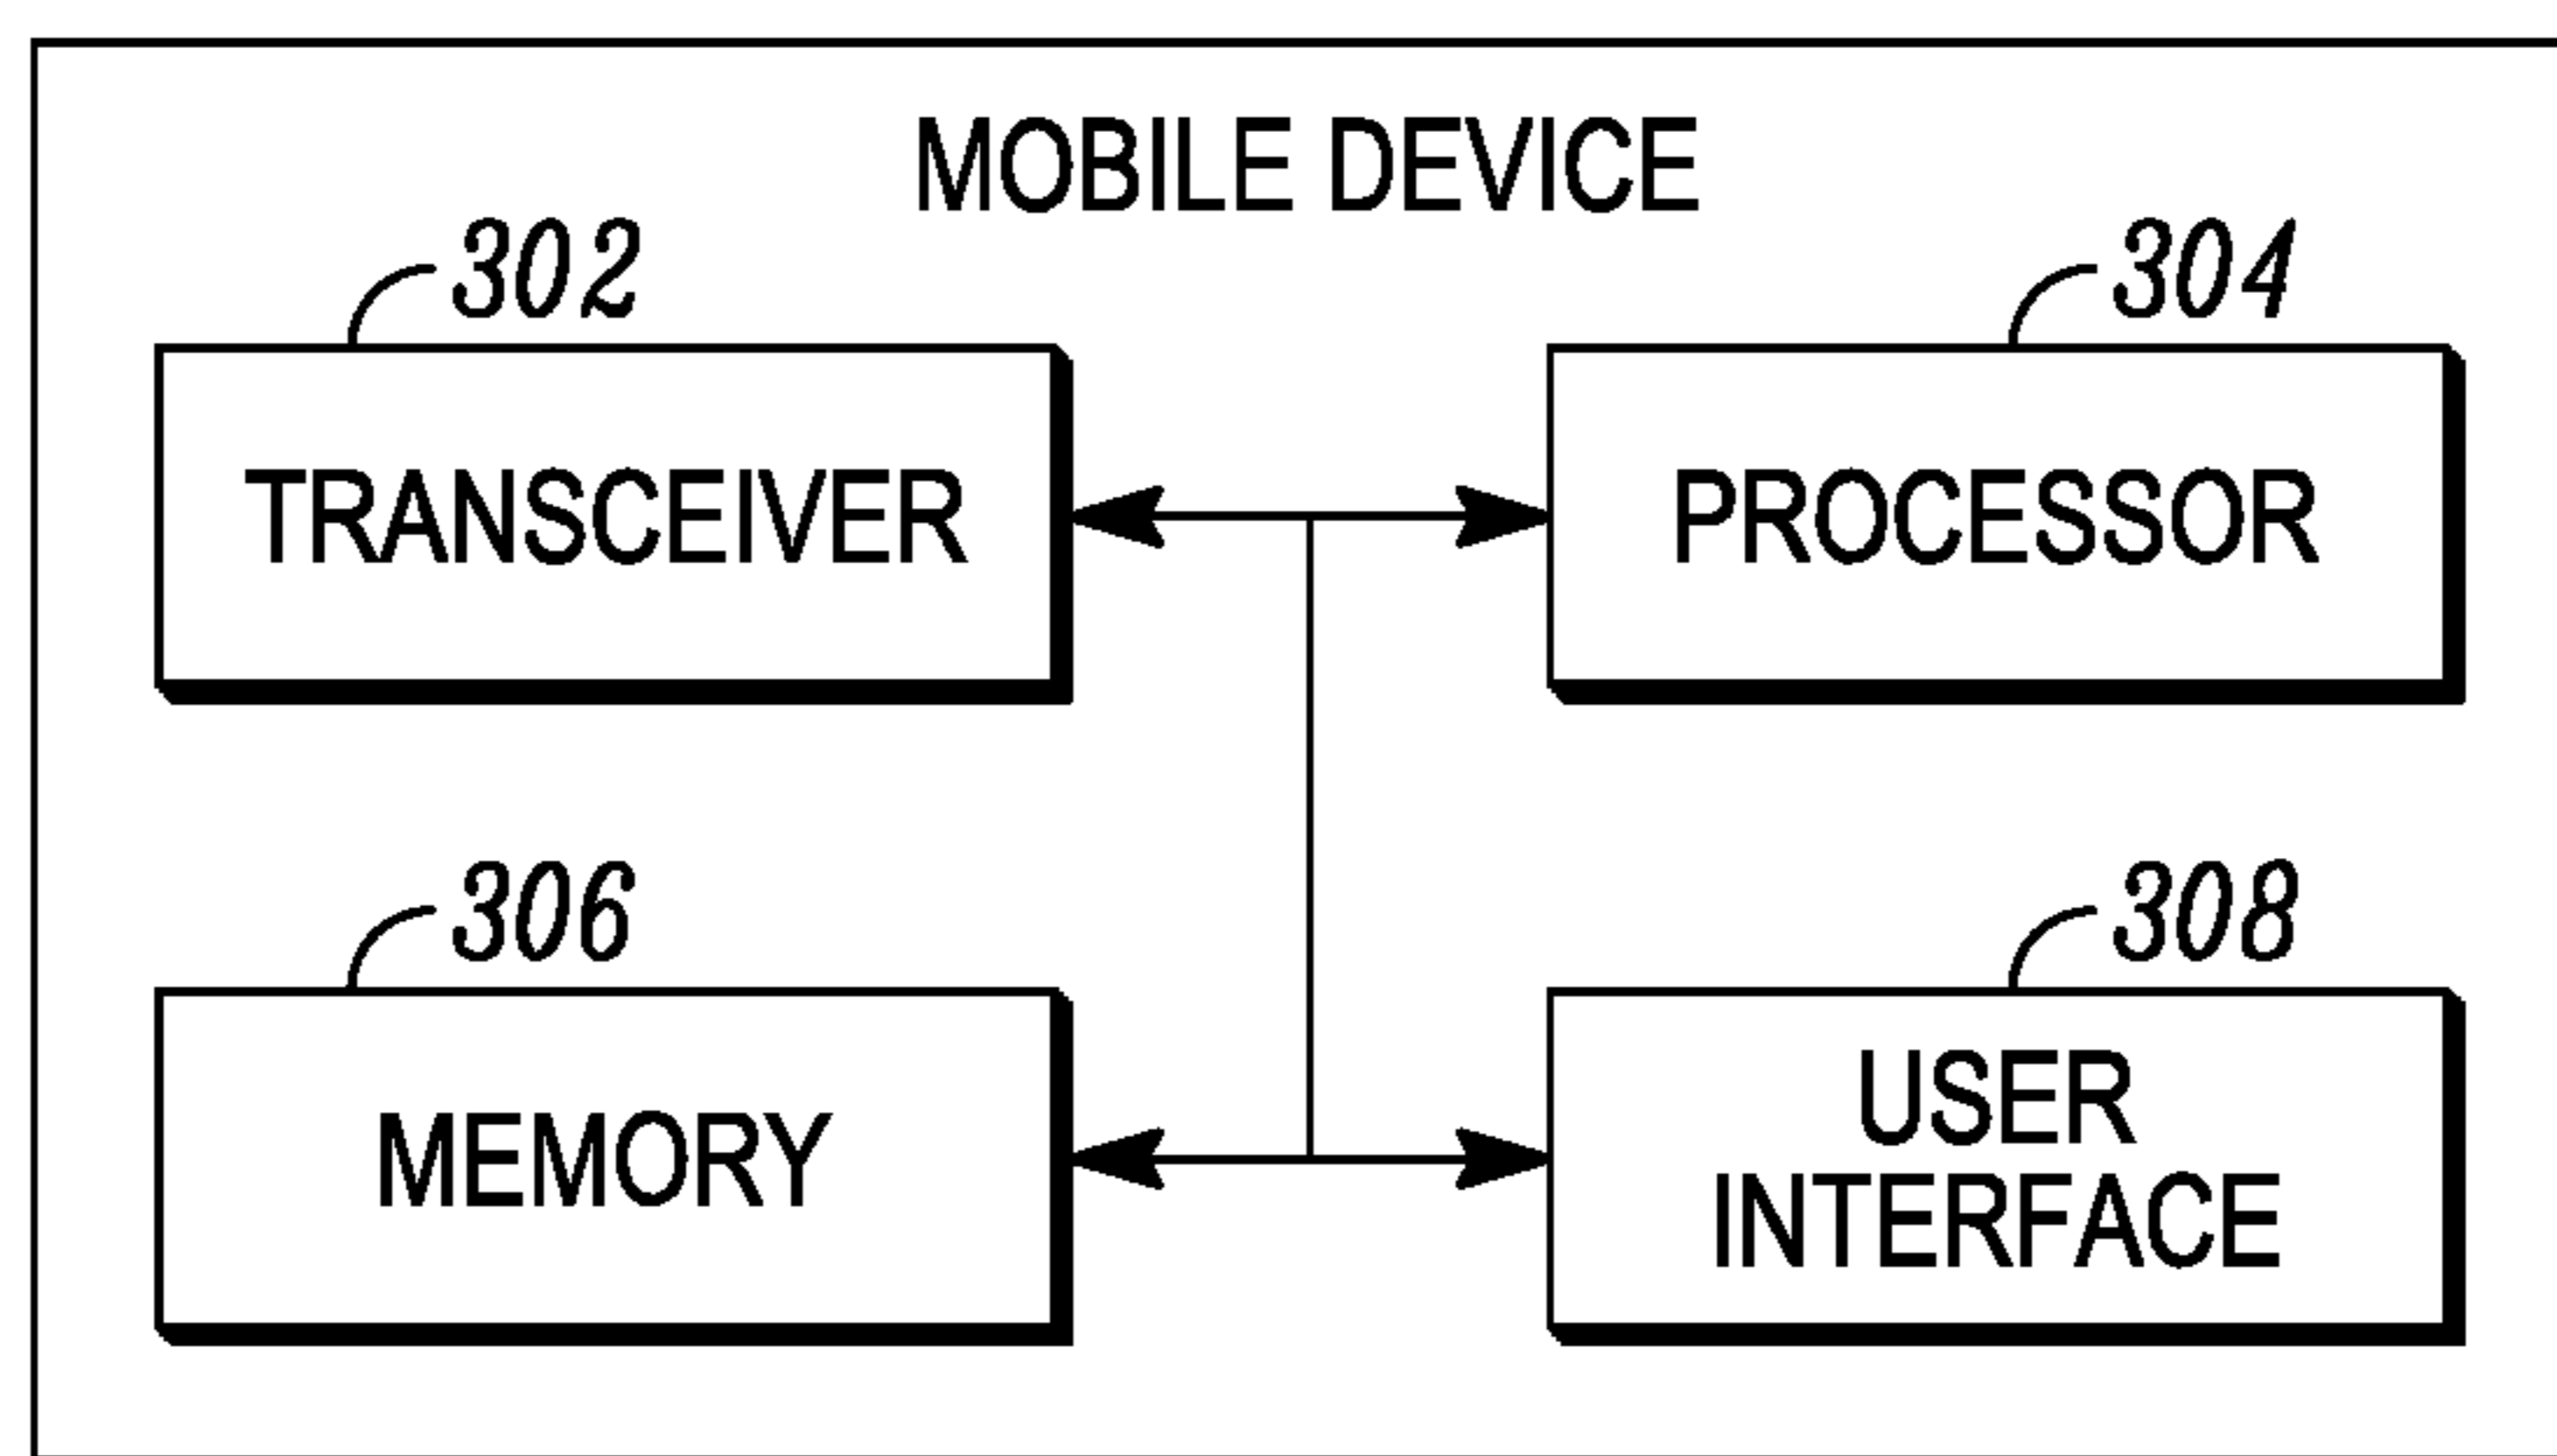 MOBILE DEVICE
302
304
TRANSCEIVER
PROCESSOR
306
308
MEMORY
USER
INTERFACE